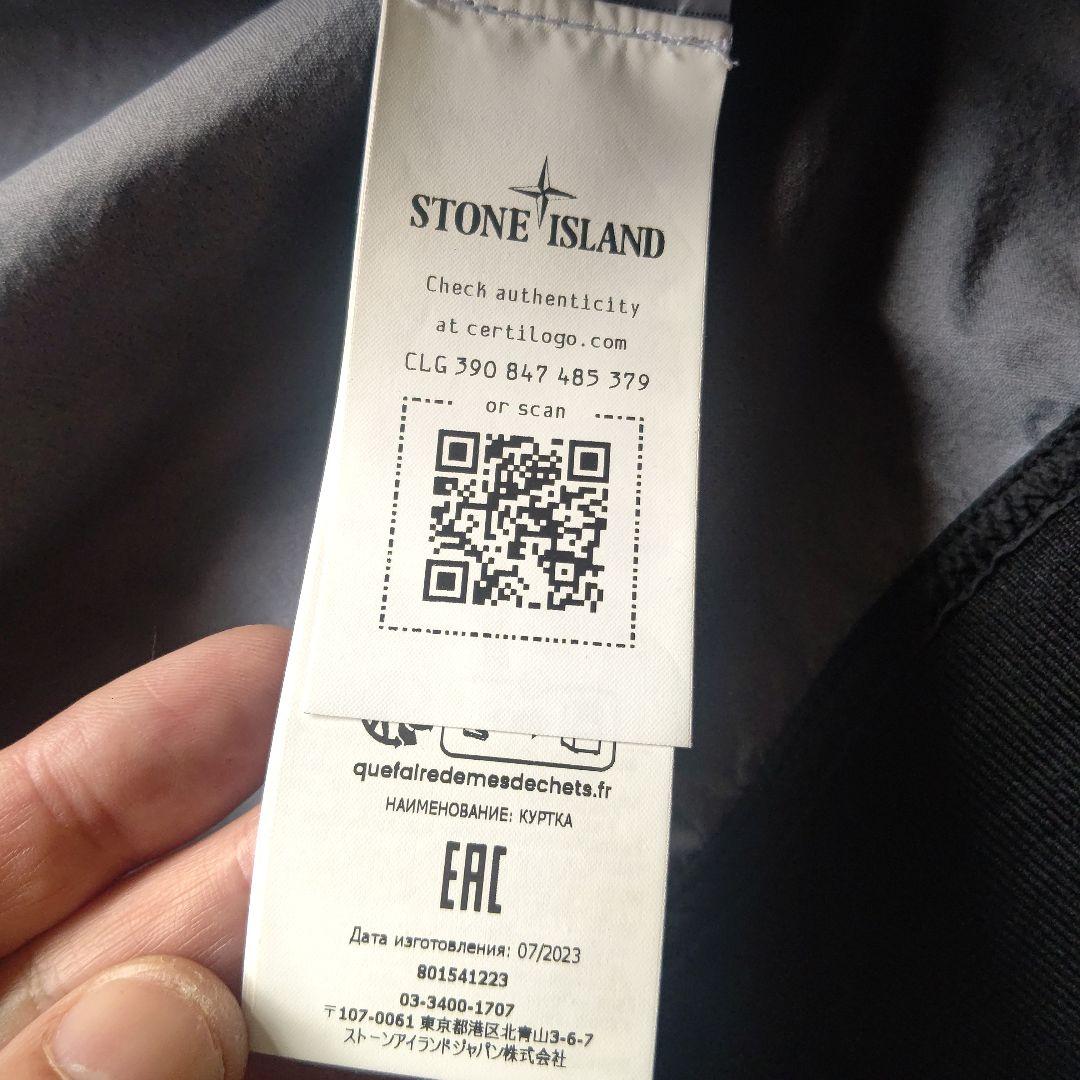 STONE ISLAND
Check authenticity
at certilogo.com
CLG 390 847 485 379
or scan
quefairedemesdechets.fr
НАИМЕНОВАНИЕ: КУРТКА
EAC
Дата изготовления: 07/2023
801541223
03-3400-1707
〒107-0061 東京都港区北青山3-6-7
ストーンアイランドジャパン株式会社